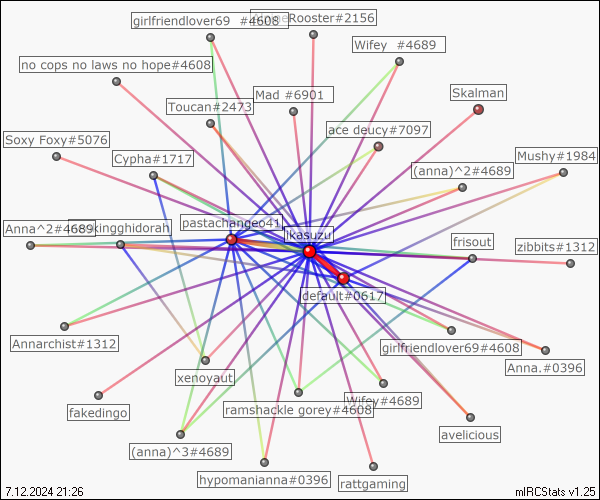 girlfriendlover69 #4608
Rooster#2156
Wifey #4689
no cops no laws no hope#4608
Mad #6901
Skalman
Toucan#2473
ace deucy#7097
Soxy Foxy#5076
Cypha#1717
Mushy#1984
(anna)^2#4689
Anna^2#4689
kingghidorah
pastachangeo41
ikasuzu
frisout
zibbits#1312
default#0617
Annarchist#1312
girlfriendlover69#4608
Anna.#0396
xenoyaut
fakedingo
ramshackle gorey#4608
Wifey#4689
avelicious
(anna)^3#4689
hypomanianna#0396
rattgaming
7.12.2024 21:26
mIRCStats v1.25